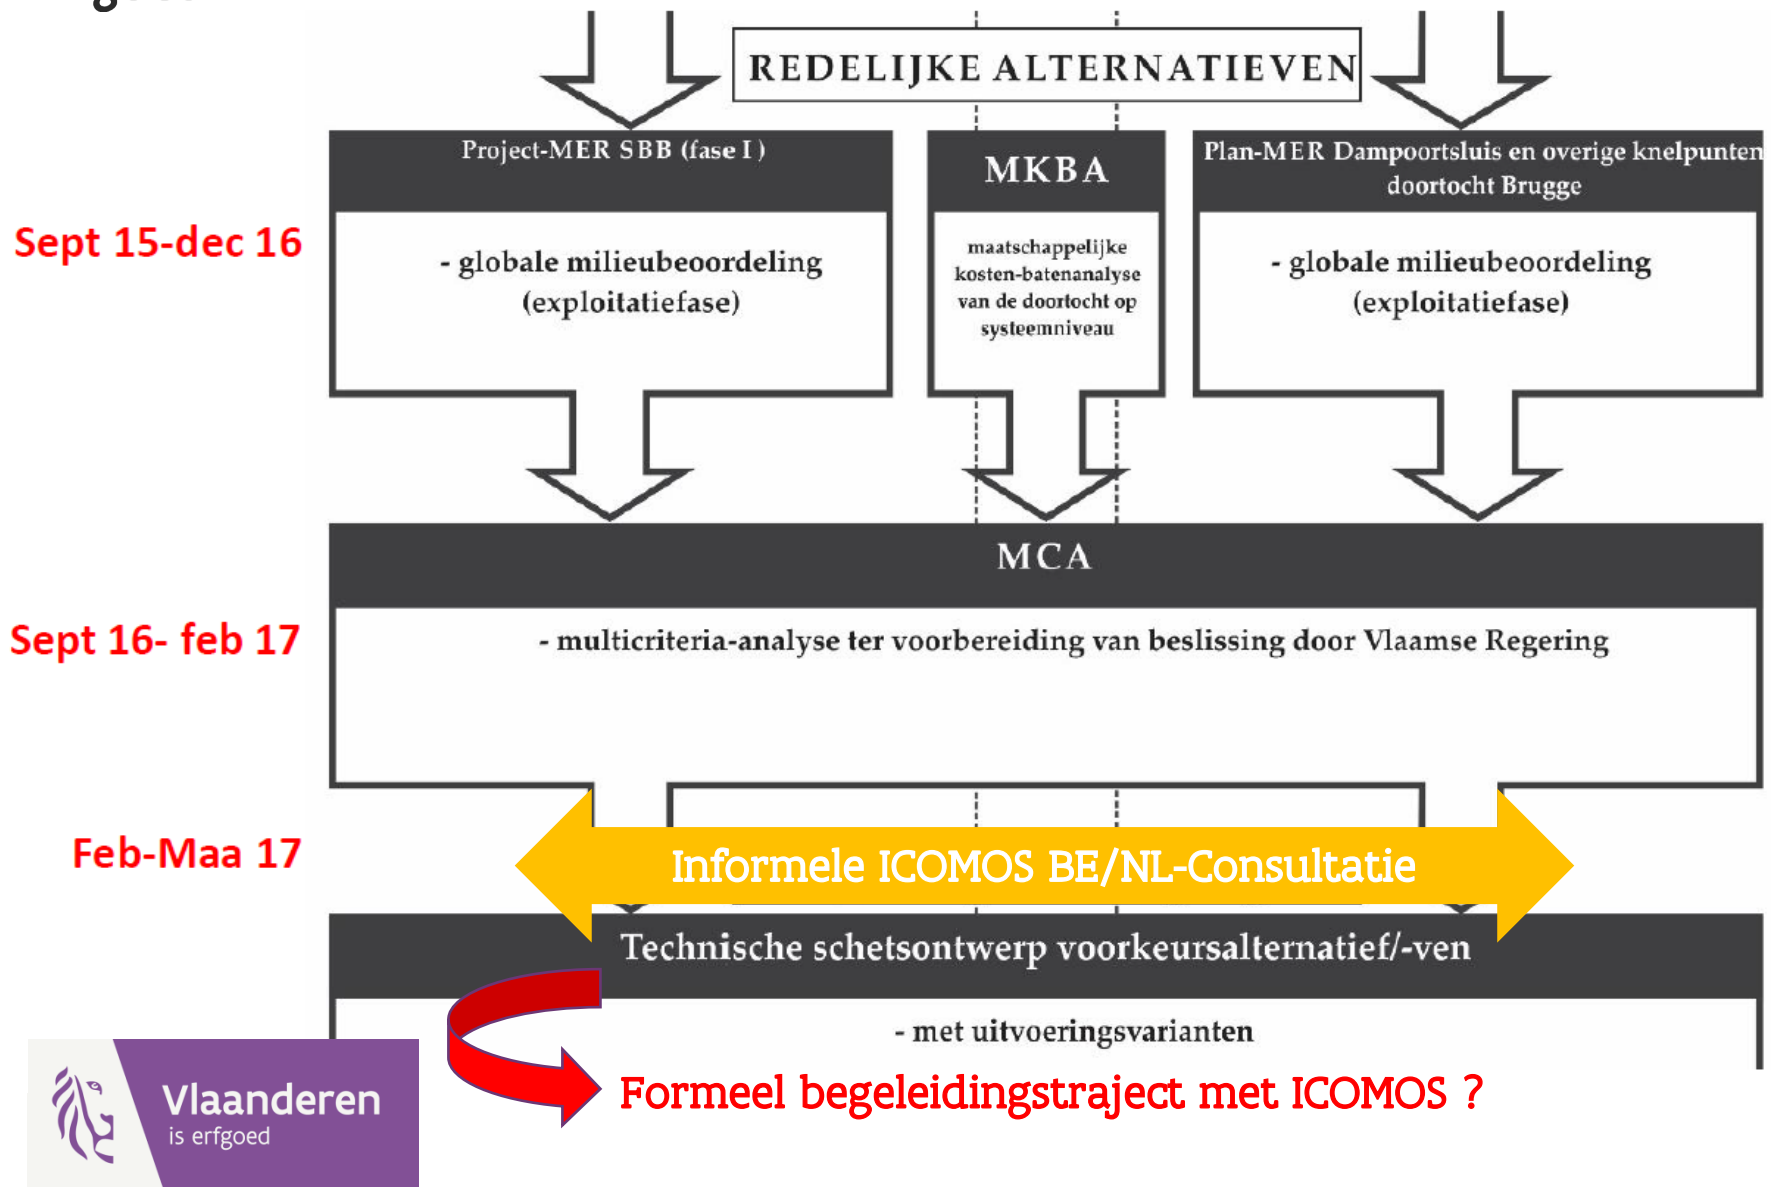 REDELIJKE ALTERNATIEVEN
Sept 15-dec 16
Project-MER SBB (fase I )
- globale milieubeoordeling
(exploitatiefase)
MKBA
maatschappelijke
kosten-batenanalyse
van de doortocht op
systeemniveau
Plan-MER Dampoortsluis en overige knelpunten
doortocht Brugge
- globale milieubeoordeling
(exploitatiefase)
Sept 16- feb 17
MCA
- multicriteria-analyse ter voorbereiding van beslissing door Vlaamse Regering
Feb-Maa 17
Informele ICOMOS BE/NL-Consultatie
Technische schetsontwerp voorkeursalternatief/-ven
- met uitvoeringsvarianten
Formeel begeleidingstraject met ICOMOS ?
Vlaanderen
is erfgoed